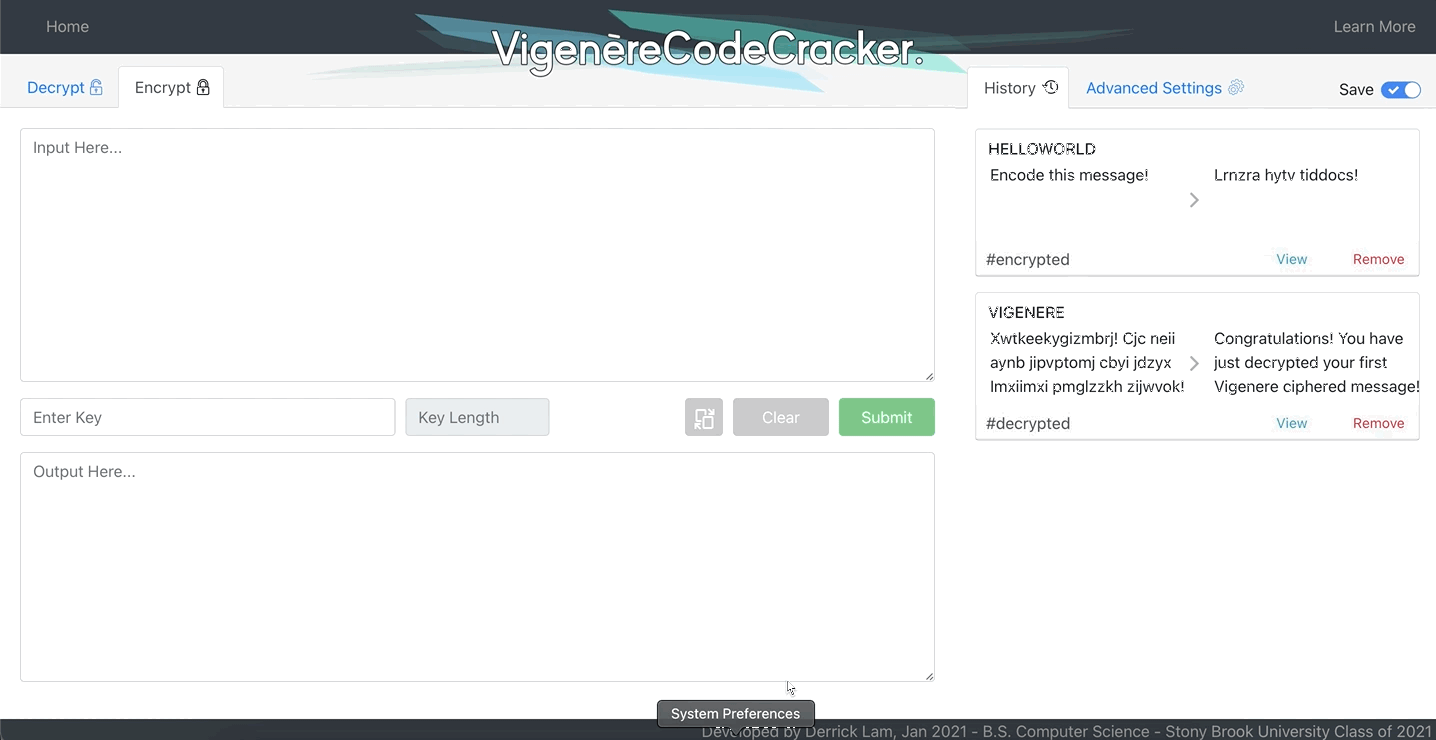 Home
VigenèreCodeCracker.
Learn More
Decrypt
Encrypt
History
Advanced Settings
Save
Input Here...
Enter Key
Key Length
Clear
Submit
Output Here...
HELLOWORLD
Encode this message!
Lrnzra hytv tiddocs!
#encrypted
View
Remove
VIGENERE
Xwtkeekygizmbrj! Cjc neii
aynb jipvptomj cbyi jdzyx
Imxiimxi pmglzzkh zijwvok!
Congratulations! You have
just decrypted your first
Vigenere ciphered message!
#decrypted
View
Remove
System Preferences
Developed by Derrick Lam, Jan 2021 - B.S. Computer Science - Stony Brook University Class of 2021